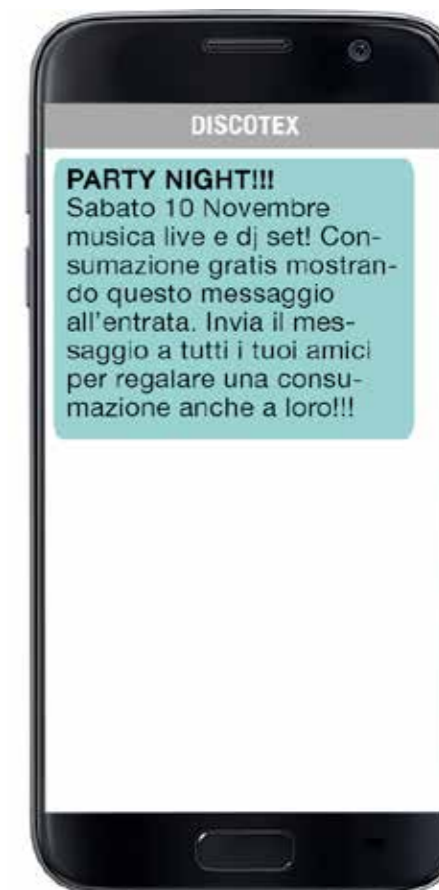 DISCOTEX
PARTY NIGHT!!!
Sabato 10 Novembre
musica live e dj set! Con-
sumazione gratis mostran-
do questo messaggio
all'entrata. Invia il mes-
saggio a tutti i tuoi amici
per regalare una consu-
mazione anche a loro!!!